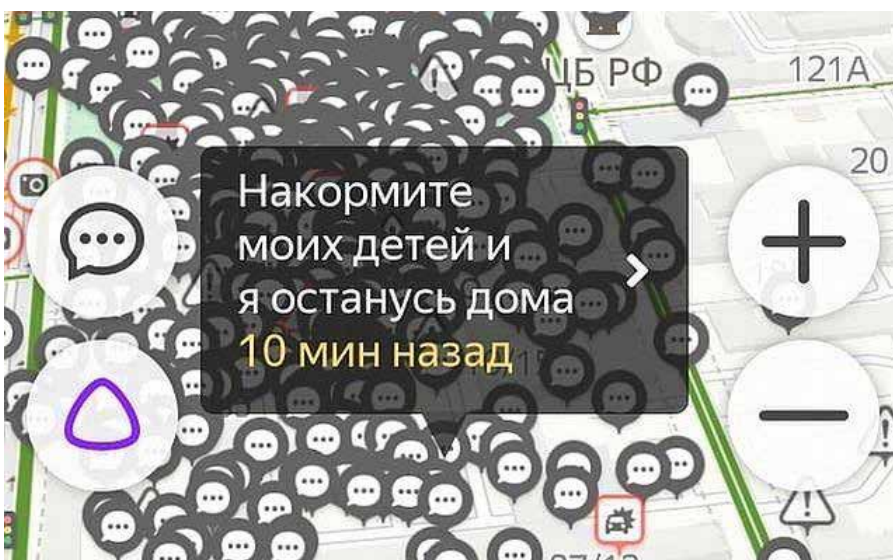 ЦБ РФ
121А
20
Накормите
моих детей и
я останусь дома
10 мин назад